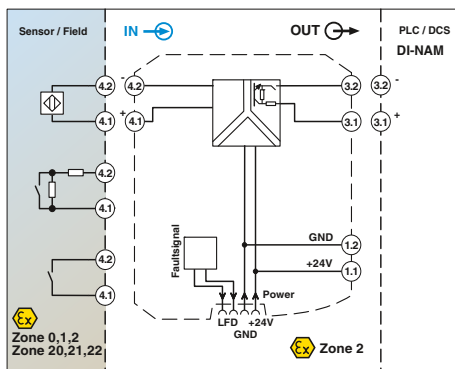 Sensor / Field
IN
OUT
PLC / DCS
DI-NAM
4.2
-
4.2
3.2
3.2
-
4.1
+
4.1
3.1
3.1
+
4.2
4.1
4.2
4.1
Faultsignal
GND
1.2
+24V
1.1
Power
LFD
+24V
GND
Ex
Zone 0,1,2
Zone 20,21,22
Ex
Zone 2